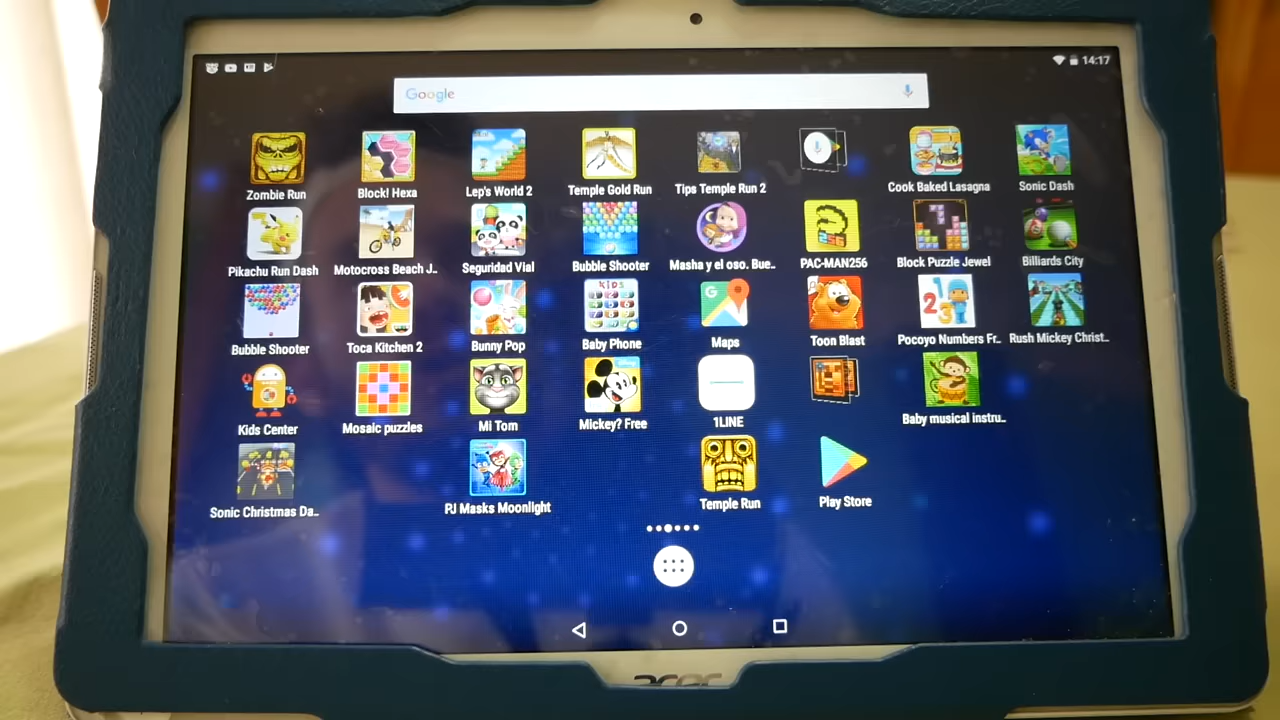 14:17
Google
Zombie Run
Block! Hexa
Lep's World 2
Temple Gold Run
Tips Temple Run 2
Cook Baked Lasagna
Sonic Dash
Pikachu Run Dash
Motocross Beach J..
Seguridad Vial
Bubble Shooter
Masha y el oso. Bue..
PAC-MAN256
Block Puzzle Jewel
Billiards City
Bubble Shooter
Toca Kitchen 2
Bunny Pop
KIDS
Baby Phone
G
Maps
Toon Blast
1 2 3
Pocoyo Numbers Fr..
Rush Mickey Christ..
Kids Center
Mosaic puzzles
Mi Tom
Mickey? Free
1LINE
Baby musical instru..
Sonic Christmas Da..
PJ Masks Moonlight
Temple Run
Play Store
acer